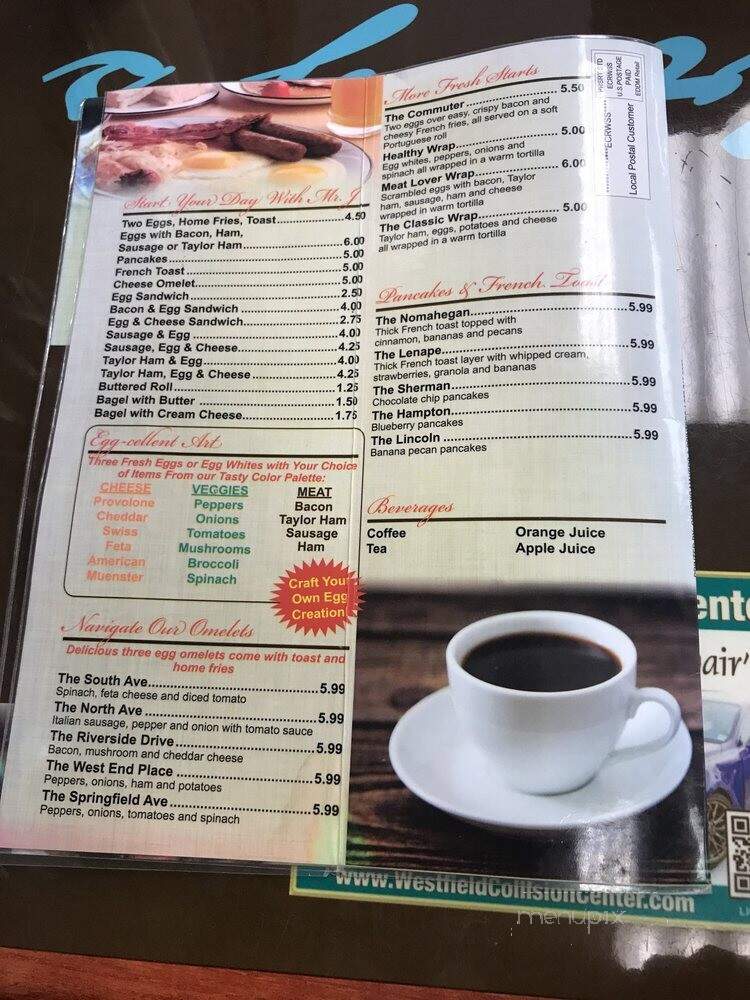 Start Your Day With Mr. J
Two Eggs, Home Fries, Toast....................4.50
Eggs with Bacon, Ham,
Sausage or Taylor Ham..............................6.00
Pancakes....................................................5.00
French Toast..............................................5.00
Cheese Omelet...........................................5.00
Egg Sandwich.............................................2.50
Bacon & Egg Sandwich..............................4.00
Egg & Cheese Sandwich.............................2.75
Sausage & Egg...........................................4.00
Sausage, Egg & Cheese..............................4.25
Taylor Ham & Egg.......................................4.00
Taylor Ham, Egg & Cheese.........................4.25
Buttered Roll...............................................1.25
Bagel with Butter.........................................1.50
Bagel with Cream Cheese...........................1.75
Egg-cellent Art
Three Fresh Eggs or Egg Whites with Your Choice
of Items From our Tasty Color Palette:
CHEESE
Provolone
Cheddar
Swiss
Feta
American
Muenster
VEGGIES
Peppers
Onions
Tomatoes
Mushrooms
Broccoli
Spinach
MEAT
Bacon
Taylor Ham
Sausage
Ham
Craft You
Own Egg
Creation
Navigate Our Omelets
Delicious three egg omelets come with toast and
home fries
The South Ave..............................................5.99
Spinach, feta cheese and diced tomato
The North Ave..............................................5.99
Italian sausage, pepper and onion with tomato sauce
The Riverside Drive......................................5.99
Bacon, mushroom and cheddar cheese
The West End Place.....................................5.99
Peppers, onions, ham and potatoes
The Springfield Ave......................................5.99
Peppers, onions, tomatoes and spinach
More Fresh Starts
The Commuter.........................5.50
Two eggs over easy, crispy bacon and
cheesy French fries, all served on a soft
Portuguese roll
Healthy Wrap...........................5.00
Egg whites, peppers, onions and
spinach all wrapped in a warm tortilla
Meat Lover Wrap......................6.00
Scrambled eggs with bacon, Taylor
ham, sausage, ham and cheese
wrapped in warm tortilla
The Classic Wrap.....................5.00
Taylor ham, eggs, potatoes and cheese
all wrapped in a warm tortilla
PRSRT STD
ECRWSS
U.S. POSTAGE
PAID
EDDM Retail
ECRWSS
Local Postal Customer
Pancakes & French Toast
The Nomahegan..........................................5.99
Thick French toast topped with
cinnamon, bananas and pecans
The Lenape..................................................5.99
Thick French toast layer with whipped cream,
strawberries, granola and bananas
The Sherman...............................................5.99
Chocolate chip pancakes
The Hampton...............................................5.99
Blueberry pancakes
The Lincoln..................................................5.99
Banana pecan pancakes
Beverages
Coffee
Tea
Orange Juice
Apple Juice
ente
air'
www.WestfieldCollisionCenter.com
menupix